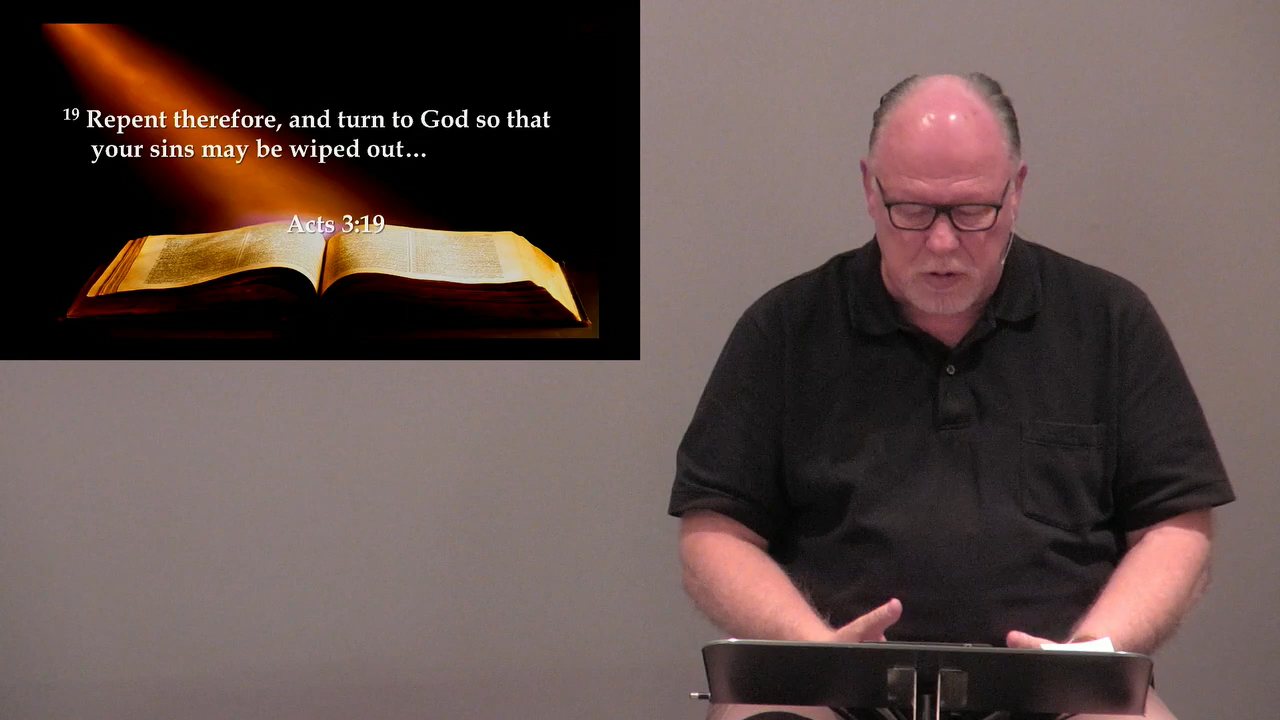 19 Repent therefore, and turn to God so that
your sins may be wiped out…
Acts 3:19